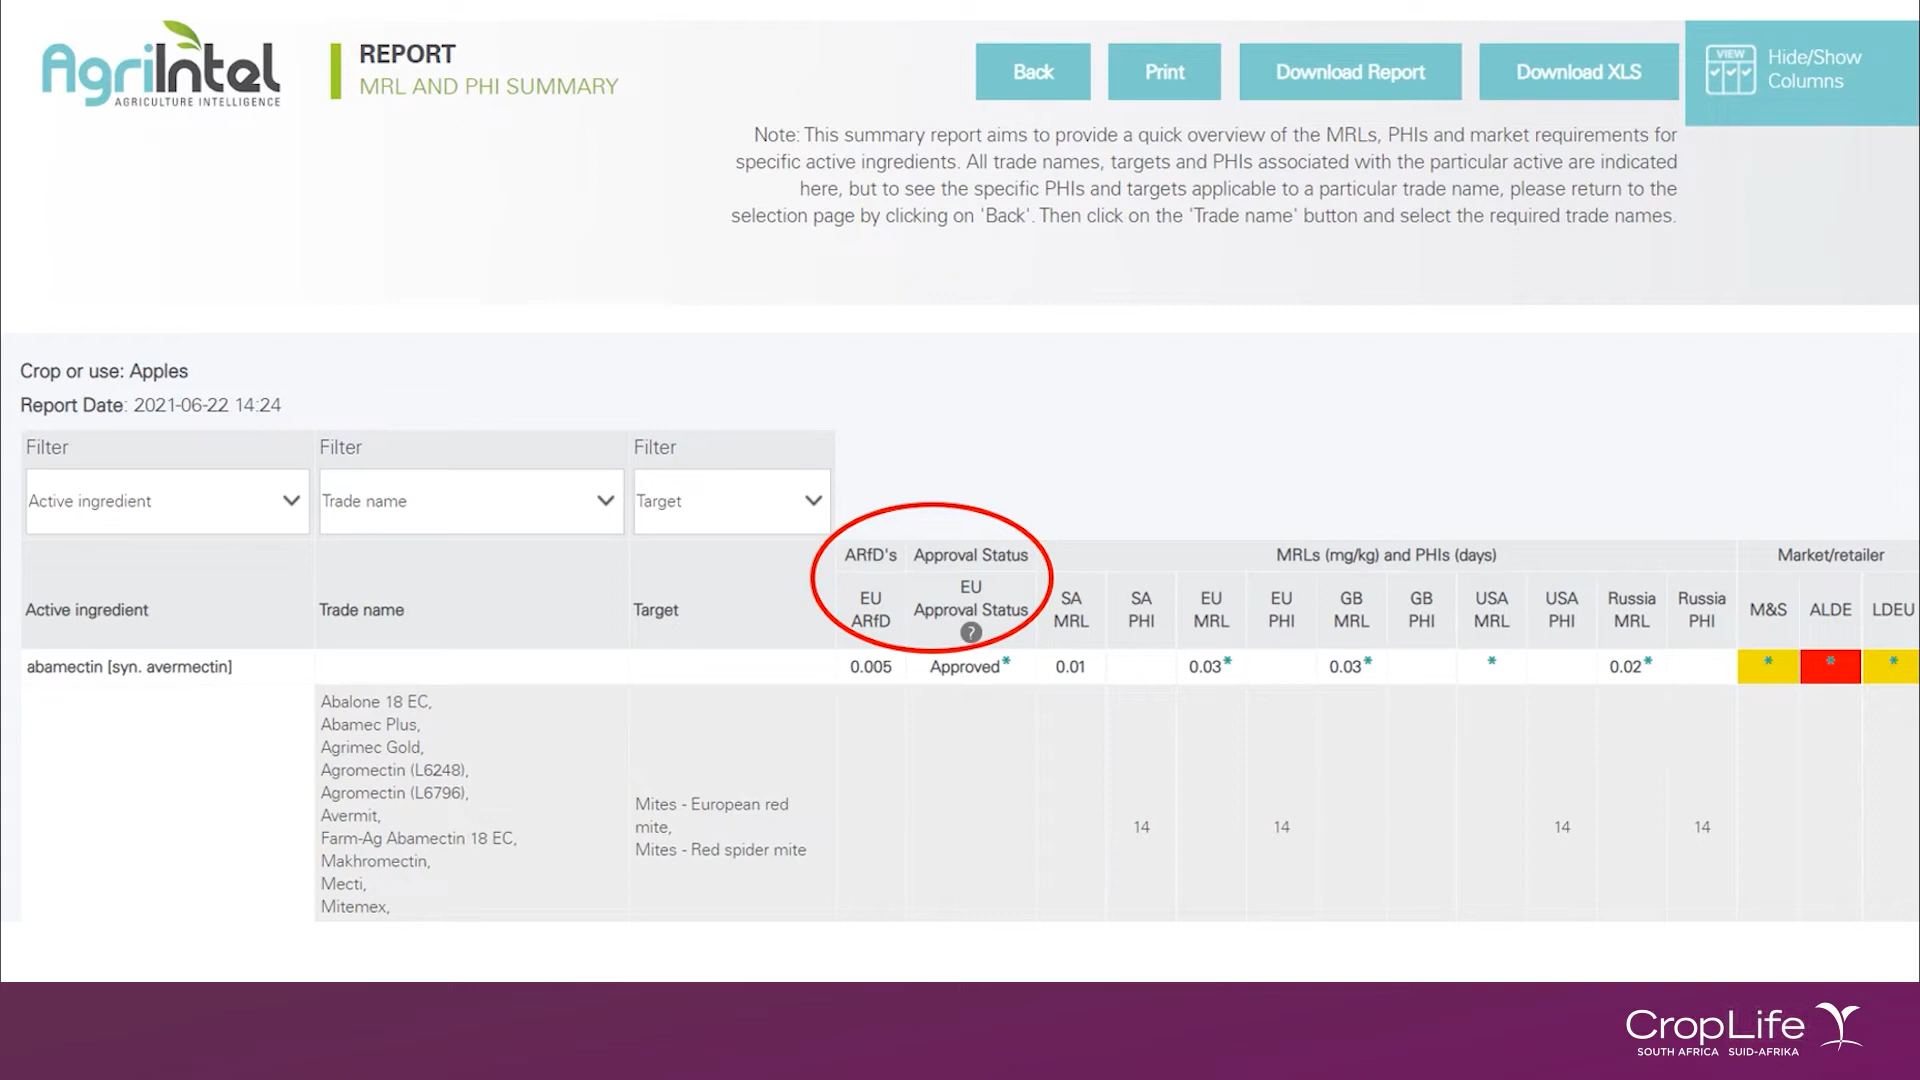 AgriIntel
AGRICULTURE INTELLIGENCE
REPORT
MRL AND PHI SUMMARY
Back
Print
Download Report
Download XLS
VIEW
Hide/Show
Columns
Note: This summary report aims to provide a quick overview of the MRLs, PHIs and market requirements for
specific active ingredients. All trade names, targets and PHIs associated with the particular active are indicated
here, but to see the specific PHIs and targets applicable to a particular trade name, please return to the
selection page by clicking on 'Back'. Then click on the 'Trade name' button and select the required trade names.
Crop or use: Apples
Report Date: 2021-06-22 14:24
Filter Filter Filter
Active ingredient Trade name Target
ARfD's Approval Status MRLs (mg/kg) and PHIs (days) Market/retailer
Active ingredient Trade name Target
EU
ARfD
EU
Approval Status
?
SA
MRL
SA
PHI
EU
MRL
EU
PHI
GB
MRL
GB
PHI
USA
MRL
USA
PHI
Russia
MRL
Russia
PHI
M&S ALDE LDEU
abamectin [syn. avermectin] 0.005 Approved* 0.01 0.03* 0.03* * 0.02* * * *
Abalone 18 EC,
Abamec Plus,
Agrimec Gold,
Agromectin (L6248),
Agromectin (L6796),
Avermit,
Farm-Ag Abamectin 18 EC,
Makhromectin,
Mecti,
Mitemex,
Mites - European red
mite,
Mites - Red spider mite
14 14 14 14
CropLife
SOUTH AFRICA SUID-AFRIKA